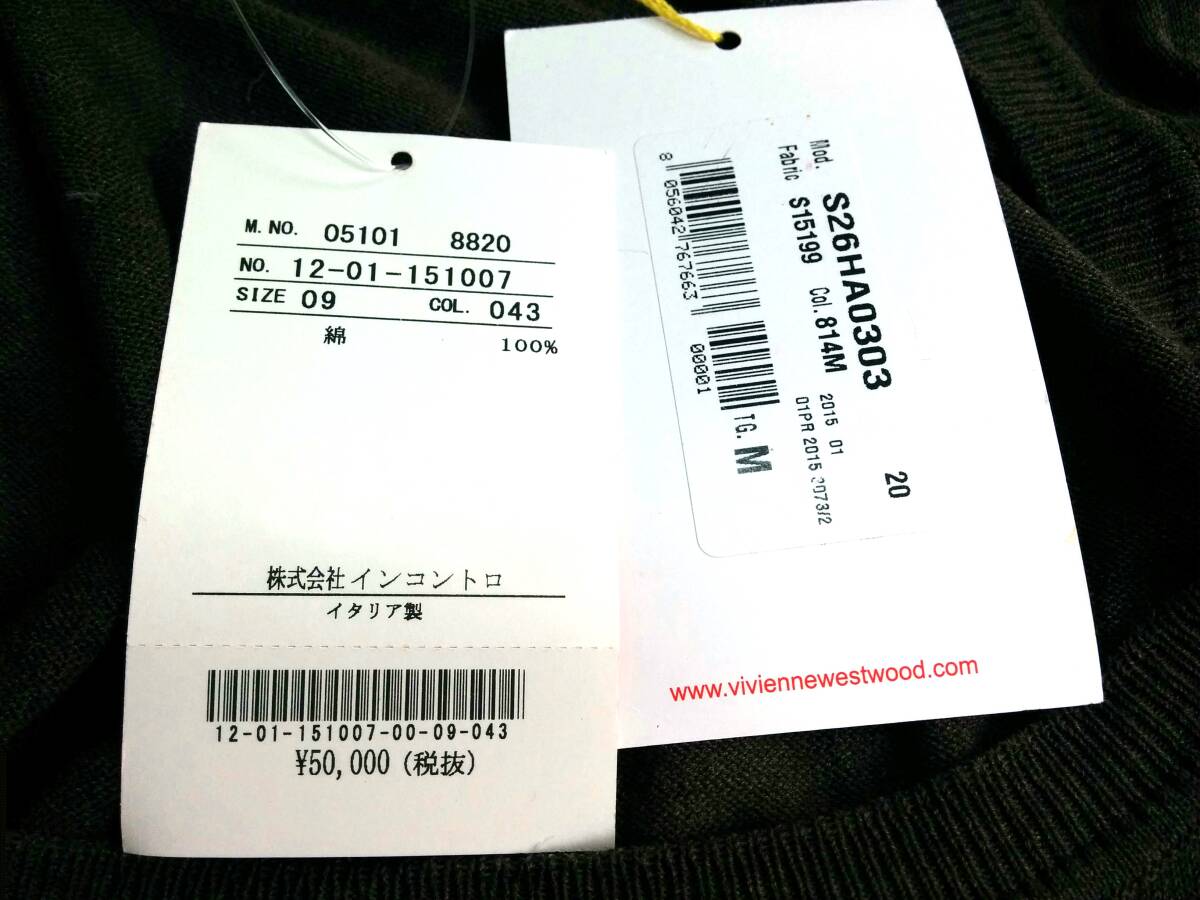 M. NO. 05101 8820
NO. 12-01-151007
SIZE 09 COL. 043
綿 100%
株式会社インコントロ
イタリア製
12-01-151007-00-09-043
¥50,000 (税抜)
Mod. S26HA0303 20
Fabric S15199 Col. 814M
2015 01
01PR 2015
8 056042 767663
00001
TG. M
www.viviennewestwood.com